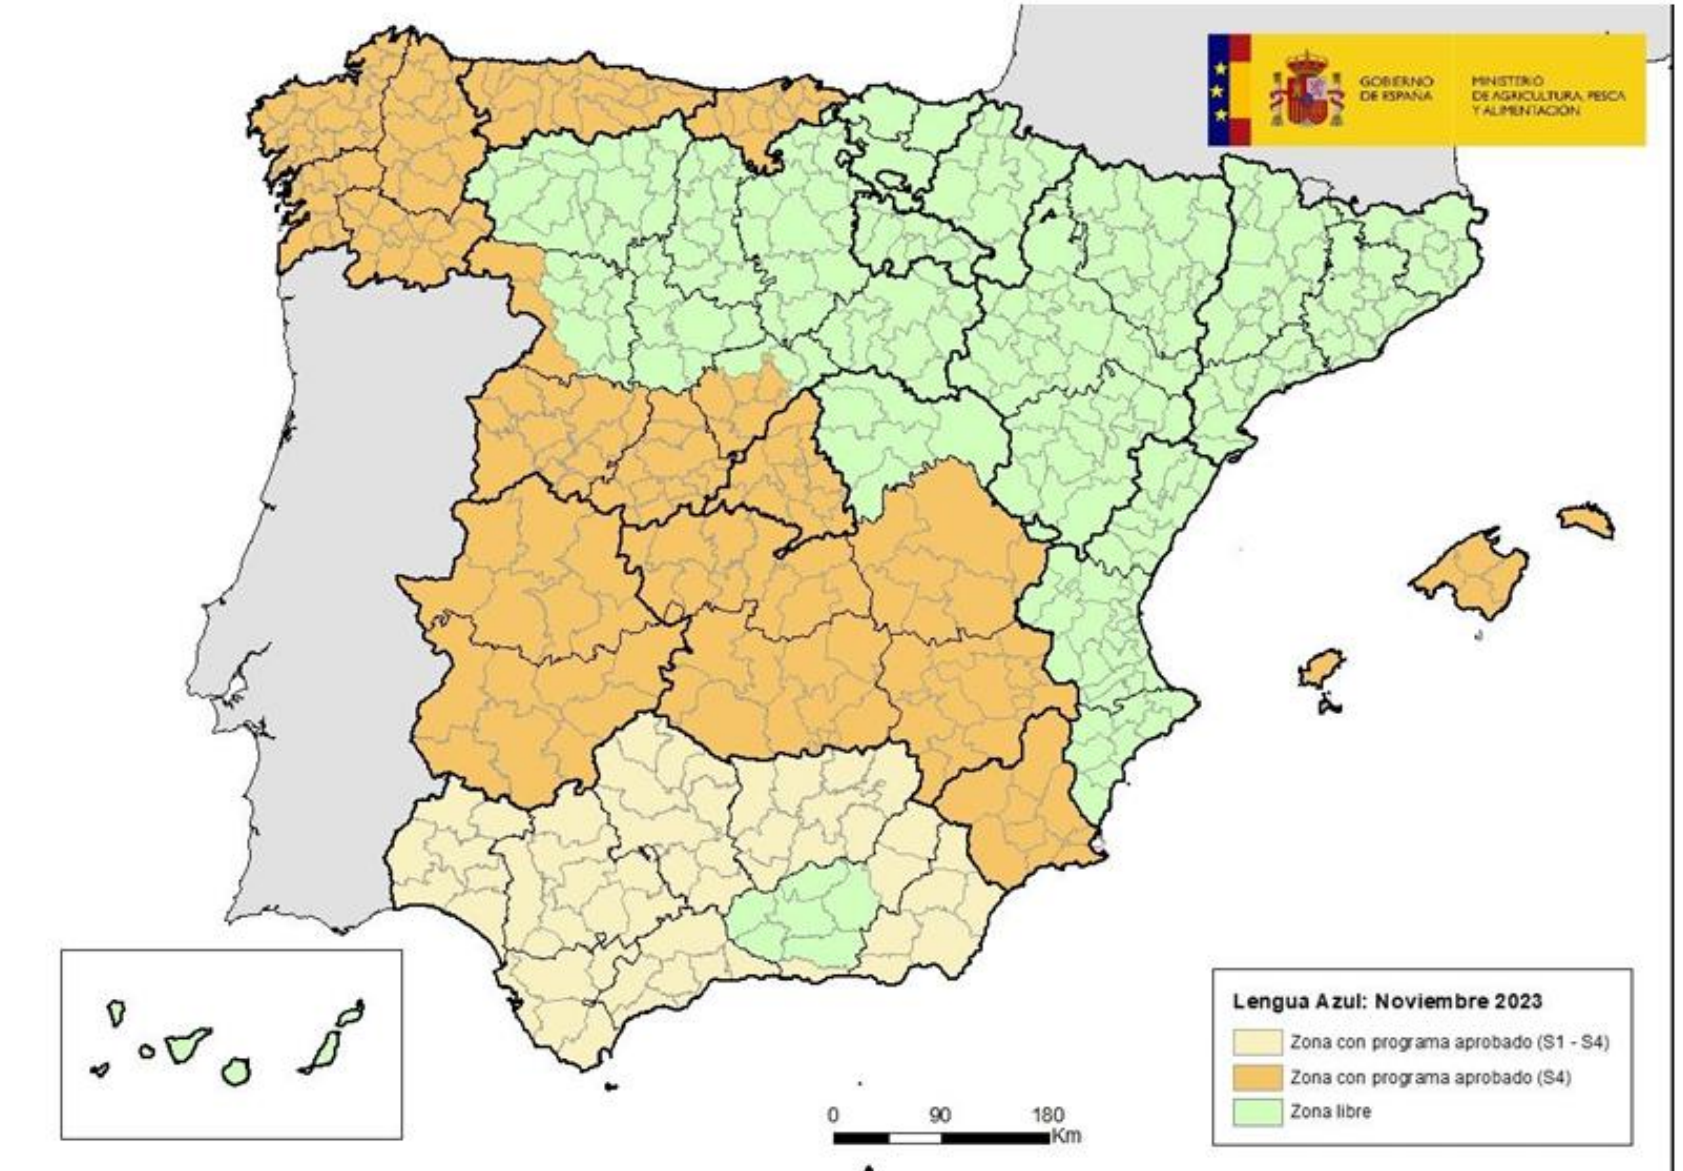 GOBIERNO
DE ESPAÑA
MINISTERIO
DE AGRICULTURA, PESCA
Y ALIMENTACIÓN
Lengua Azul: Noviembre 2023
Zona con programa aprobado (S1 - S4)
Zona con programa aprobado (S4)
Zona libre
0 90 180
Km